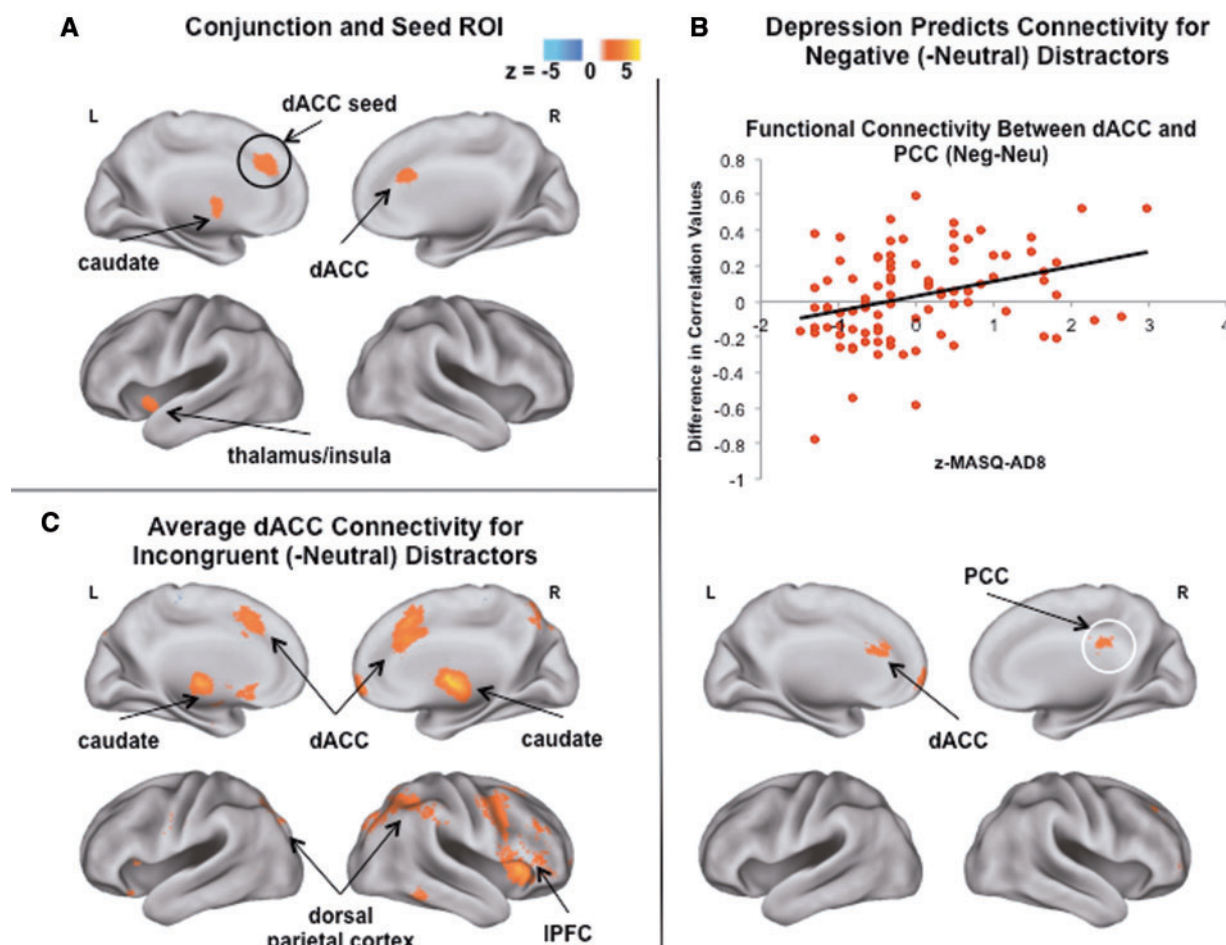 A
Conjunction and Seed ROI
z = -5 0 5
dACC seed
L
R
caudate
dACC
thalamus/insula
B
Depression Predicts Connectivity for
Negative (-Neutral) Distractors
Functional Connectivity Between dACC and
PCC (Neg-Neu)
Difference in Correlation Values
0.8
0.6
0.4
0.2
0
-0.2
-0.4
-0.6
-0.8
-1
-2 -1 0 1 2 3 4
z-MASQ-AD8
PCC
L
R
dACC
C
Average dACC Connectivity for
Incongruent (-Neutral) Distractors
L
R
caudate
dACC
caudate
dorsal
parietal cortex
lPFC